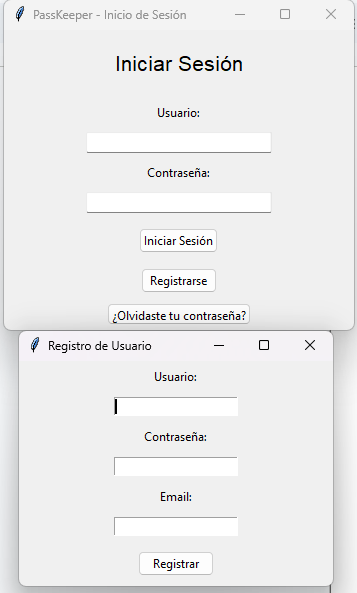 PassKeeper - Inicio de Sesión
Iniciar Sesión
Usuario:
Contraseña:
Iniciar Sesión
Registrarse
¿Olvidaste tu contraseña?
Registro de Usuario
Usuario:
Contraseña:
Email:
Registrar